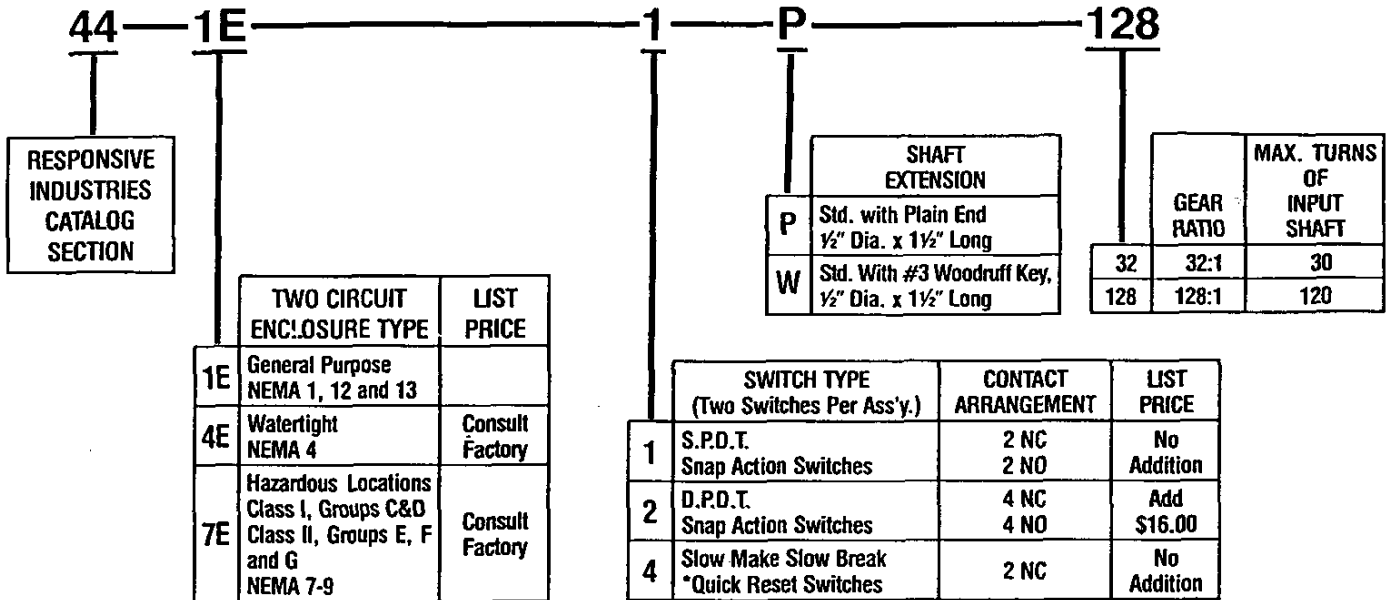 44 1E 1 P 128
RESPONSIVE
INDUSTRIES
CATALOG
SECTION
SHAFT
EXTENSION
P Std. with Plain End
½" Dia. x 1½" Long
W Std. With #3 Woodruff Key,
½" Dia. x 1½" Long
GEAR
RATIO
MAX. TURNS
OF
INPUT
SHAFT
32 32:1 30
128 128:1 120
TWO CIRCUIT
ENCLOSURE TYPE
LIST
PRICE
1E General Purpose
NEMA 1, 12 and 13
4E Watertight
NEMA 4
Consult
Factory
7E Hazardous Locations
Class I, Groups C&D
Class II, Groups E, F
and G
NEMA 7-9
Consult
Factory
SWITCH TYPE
(Two Switches Per Ass'y.)
CONTACT
ARRANGEMENT
LIST
PRICE
1 S.P.D.T.
Snap Action Switches
2 NC
2 NO
No
Addition
2 D.P.D.T.
Snap Action Switches
4 NC
4 NO
Add
$16.00
4 Slow Make Slow Break
*Quick Reset Switches
2 NC
No
Addition